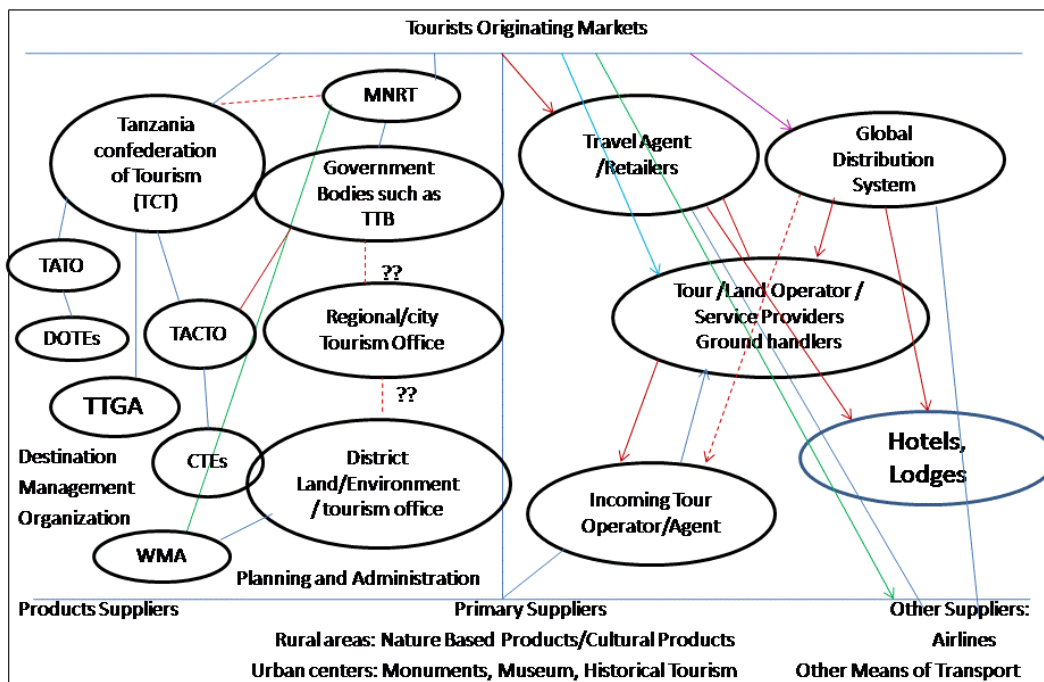 Tourists Originating Markets
MNRT
Tanzania
confederation
of Tourism
(TCT)
Government
Bodies such as
TTB
Travel Agent
/Retailers
Global
Distribution
System
TATO
??
DOTEs
TACTO
Regional/city
Tourism Office
Tour /Land Operator /
Service Providers
Ground handlers
TTGA
??
CTEs
District
Land/Environment
/ tourism office
Hotels,
Lodges
Destination
Management
Organization
Incoming Tour
Operator/Agent
WMA
Planning and Administration
Products Suppliers
Primary Suppliers
Other Suppliers:
Rural areas: Nature Based Products/Cultural Products
Airlines
Urban centers: Monuments, Museum, Historical Tourism
Other Means of Transport